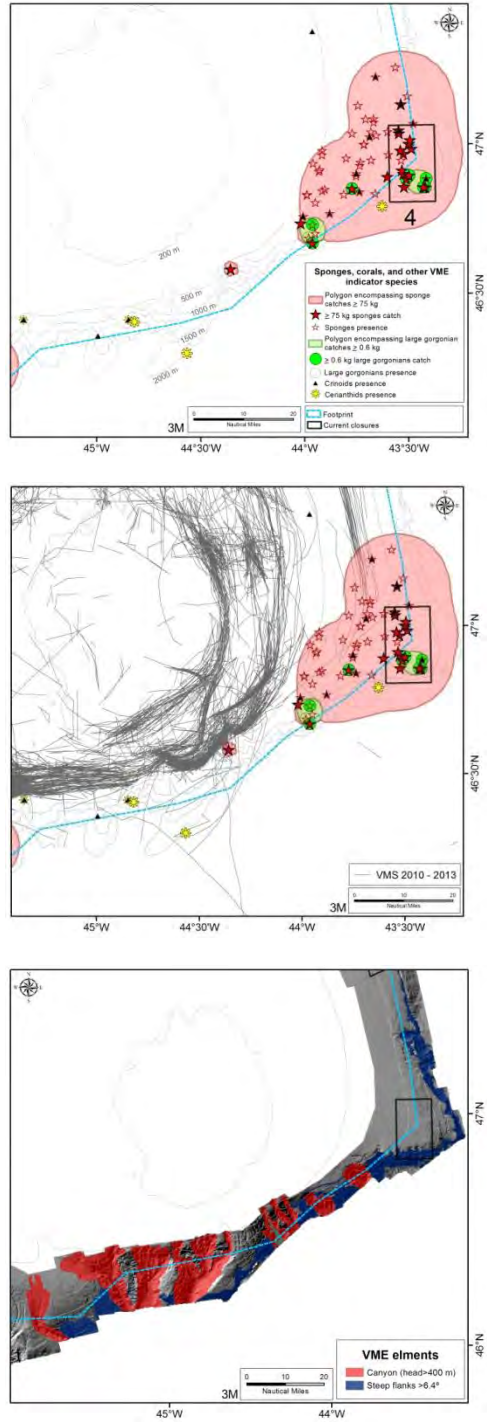 47°N
4
200 m
46°30'N
500 m
1000 m
1500 m
2000 m
Sponges, corals, and other VME
indicator species
Polygon encompassing sponge
catches ≥ 75 kg
≥ 75 kg sponges catch
Sponges presence
Polygon encompassing large gorgonian
catches ≥ 0.6 kg
≥ 0.6 kg large gorgonians catch
Large gorgonians presence
Crinoids presence
Cerianthids presence
Footprint
Current closures
0 10 20
Nautical Miles
3M
45°W 44°30'W 44°W 43°30'W
47°N
46°30'N
VMS 2010 - 2013
0 10 20
Nautical Miles
3M
45°W 44°30'W 44°W 43°30'W
47°N
46°N
VME elments
Canyon (head>400 m)
Steep flanks >6.4º
0 10 20
Nautical Miles
3M
45°W 44°W